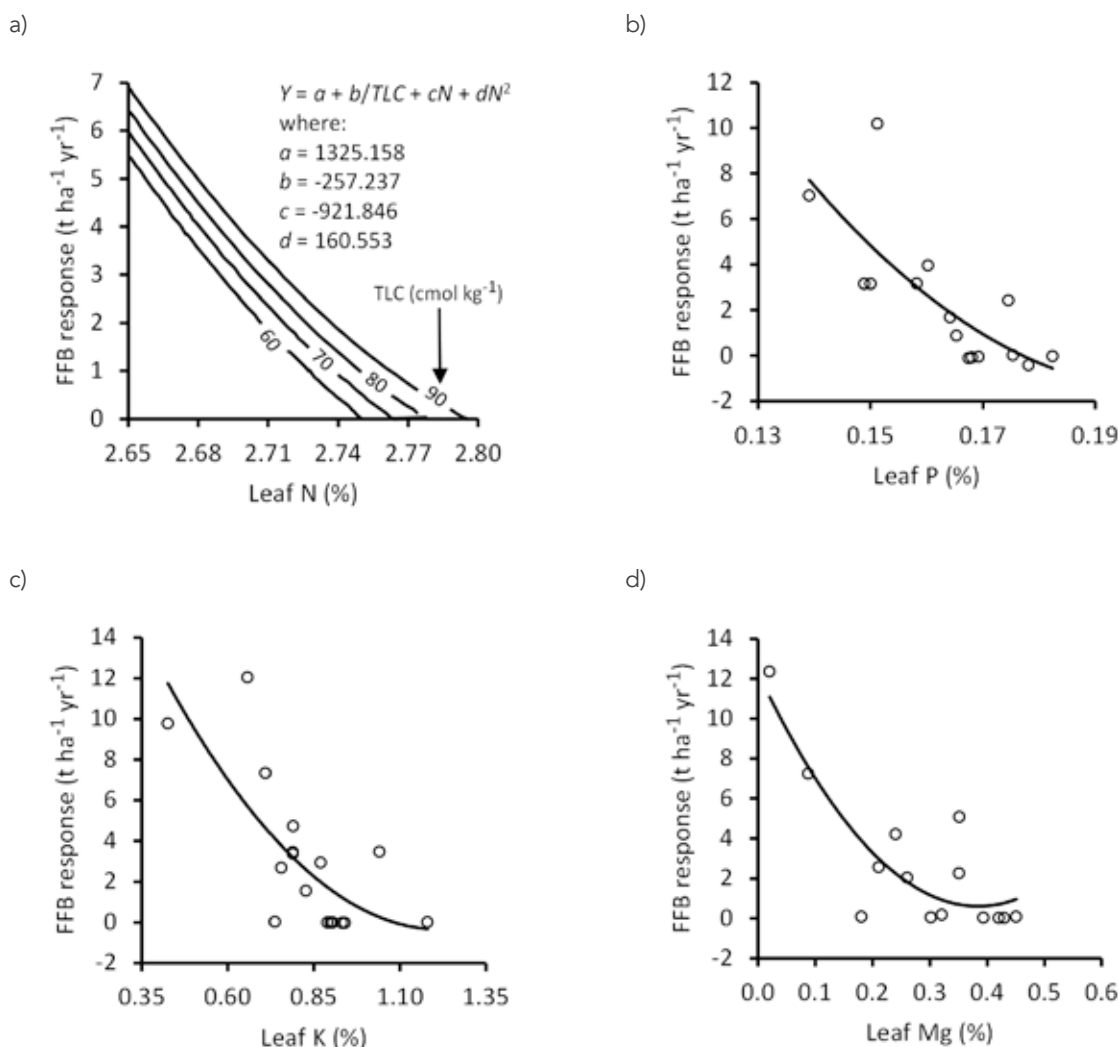 a)
FFB response (t ha⁻¹ yr⁻¹)
7
6
5
4
3
2
1
0
Y = a + b/TLC + cN + dN²
where:
a = 1325.158
b = -257.237
c = -921.846
d = 160.553
TLC (cmol kg⁻¹)
60
70
80
90
2.65 2.68 2.71 2.74 2.77 2.80
Leaf N (%)
b)
FFB response (t ha⁻¹ yr⁻¹)
12
10
8
6
4
2
0
-2
0.13 0.15 0.17 0.19
Leaf P (%)
c)
FFB response (t ha⁻¹ yr⁻¹)
14
12
10
8
6
4
2
0
-2
0.35 0.60 0.85 1.10 1.35
Leaf K (%)
d)
FFB response (t ha⁻¹ yr⁻¹)
14
12
10
8
6
4
2
0
-2
0.0 0.1 0.2 0.3 0.4 0.5 0.6
Leaf Mg (%)